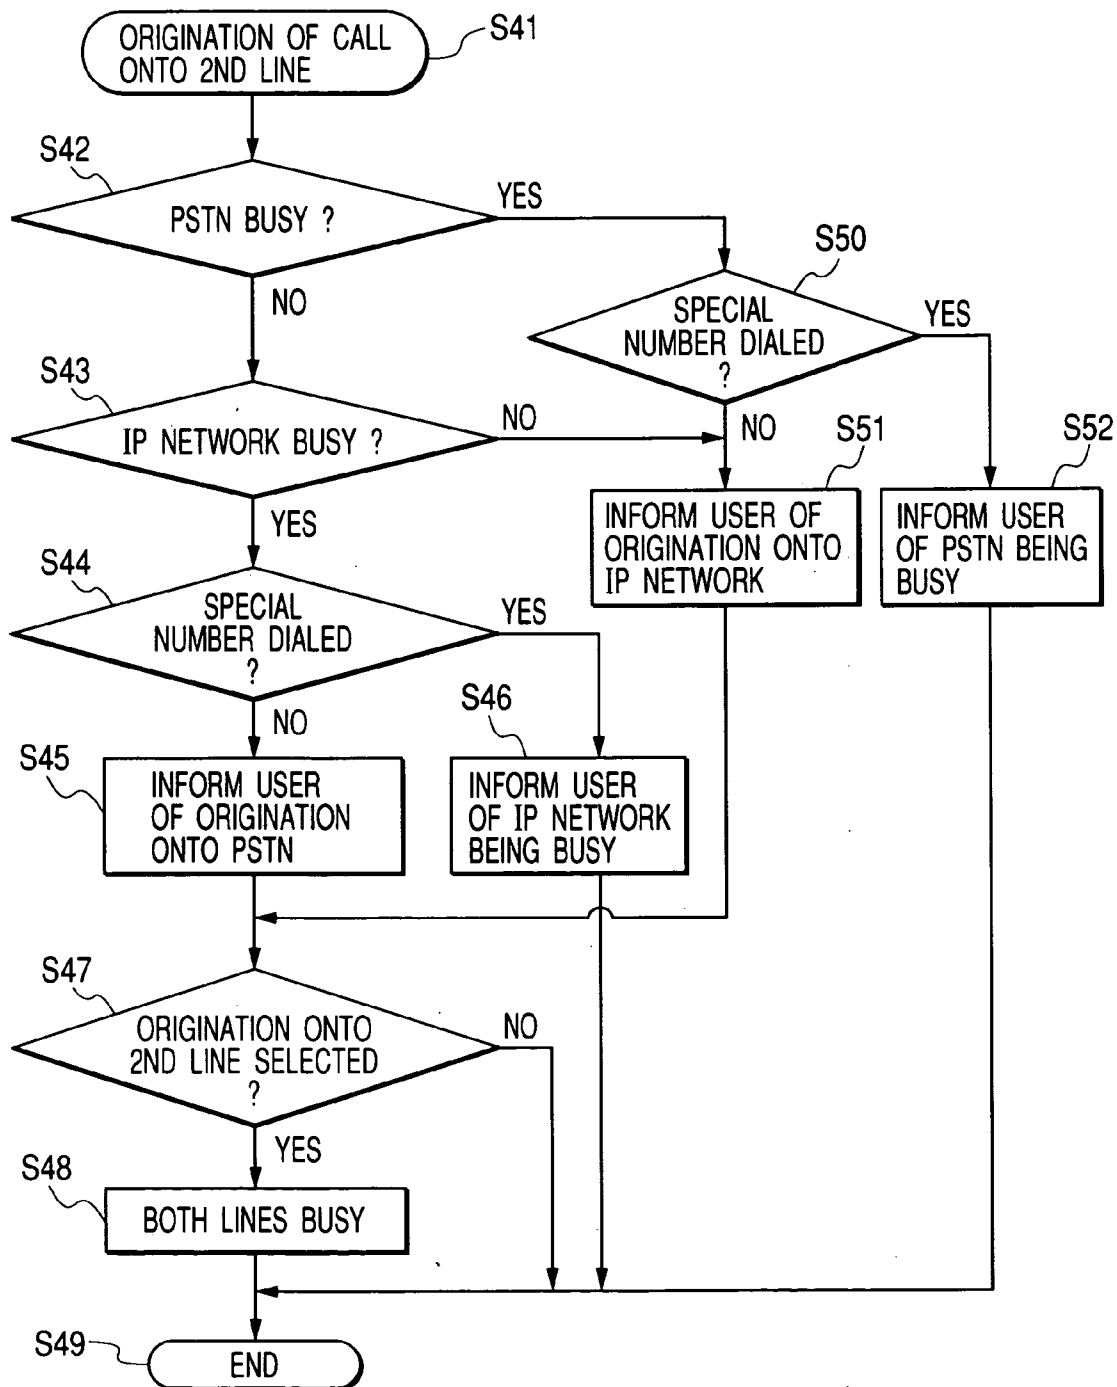 ORIGINATION OF CALL
ONTO 2ND LINE
S41
S42
PSTN BUSY ?
YES
NO
S50
SPECIAL
NUMBER DIALED
?
YES
NO
S43
IP NETWORK BUSY ?
NO
YES
S51
INFORM USER OF
ORIGINATION ONTO
IP NETWORK
S52
INFORM USER
OF PSTN BEING
BUSY
S44
SPECIAL
NUMBER DIALED
?
YES
NO
S45
INFORM USER
OF ORIGINATION
ONTO PSTN
S46
INFORM USER
OF IP NETWORK
BEING BUSY
S47
ORIGINATION ONTO
2ND LINE SELECTED
?
NO
YES
S48
BOTH LINES BUSY
S49
END